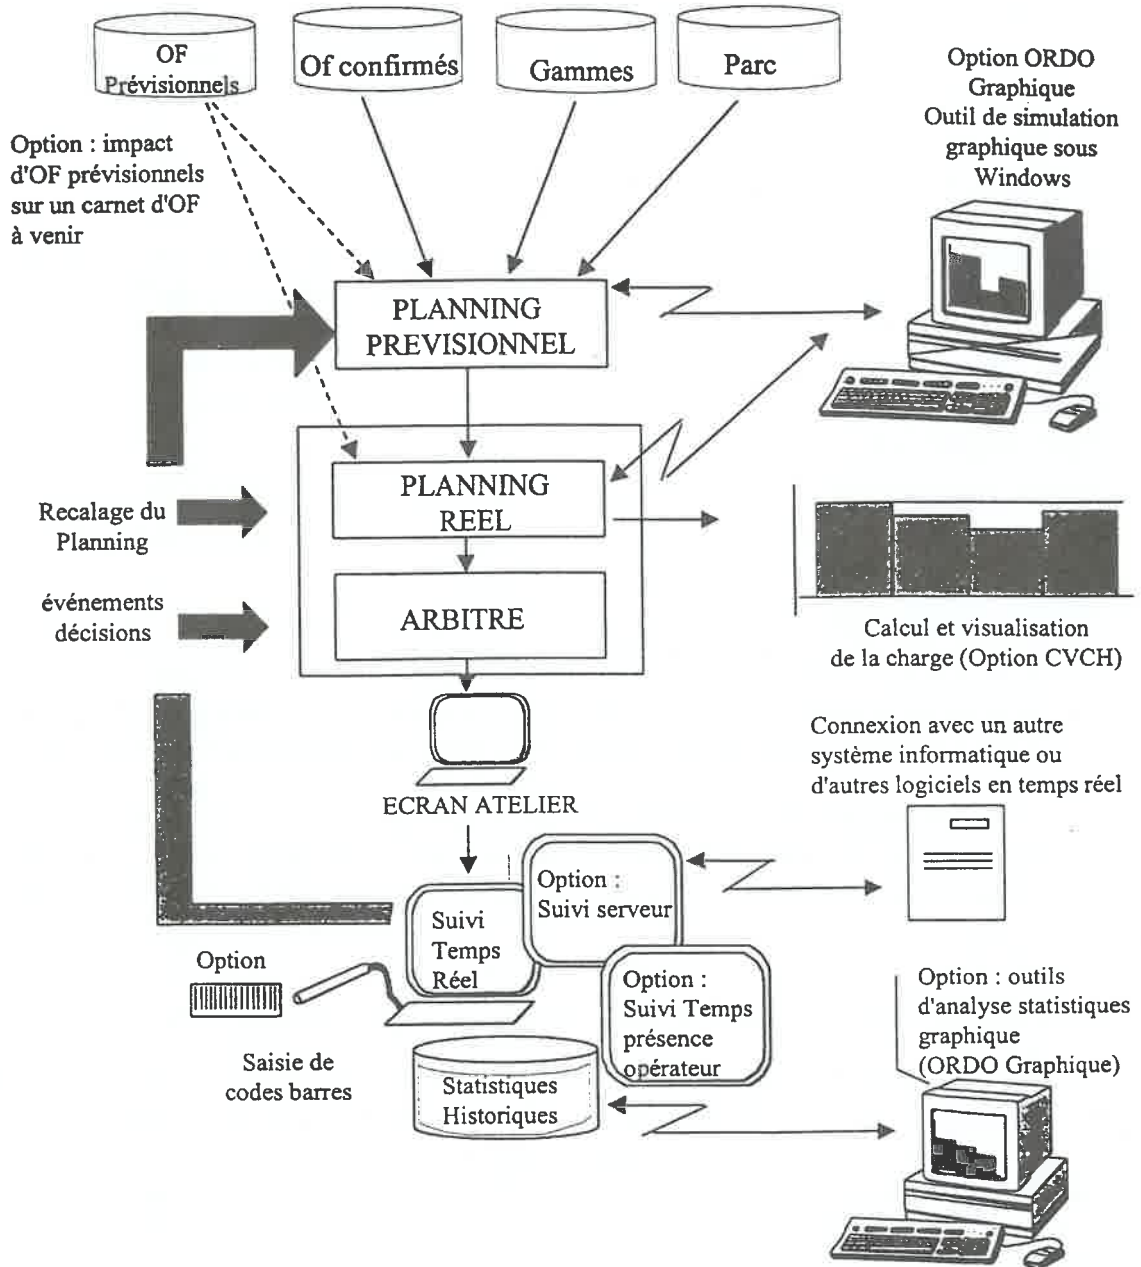 OF
Prévisionnels
Of confirmés
Gammes
Parc
Option ORDO
Graphique
Outil de simulation
graphique sous
Windows
Option : impact
d'OF prévisionnels
sur un carnet d'OF
à venir
PLANNING
PREVISIONNEL
PLANNING
REEL
Recalage du
Planning
événements
décisions
ARBITRE
Calcul et visualisation
de la charge (Option CVCH)
ECRAN ATELIER
Connexion avec un autre
système informatique ou
d'autres logiciels en temps réel
Option :
Suivi serveur
Suivi
Temps
Réel
Option
Option :
Suivi Temps
présence
opérateur
Option : outils
d'analyse statistiques
graphique
(ORDO Graphique)
Saisie de
codes barres
Statistiques
Historiques